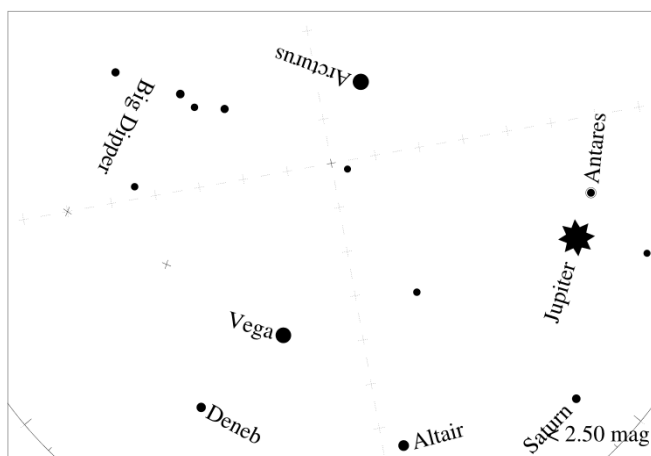 Arcturus
Big Dipper
Antares
Jupiter
Vega
Deneb
Altair
Saturn
< 2.50 mag